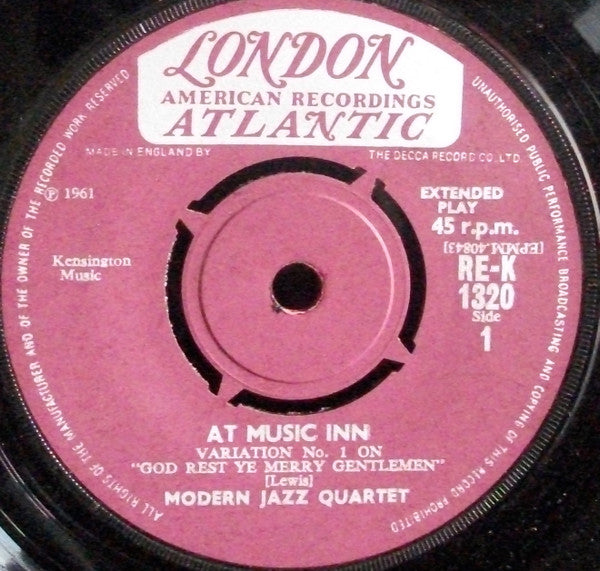 LONDON
AMERICAN RECORDINGS
ATLANTIC
MADE IN ENGLAND BY
THE DECCA RECORD CO., LTD.
ALL RIGHTS OF THE MANUFACTURER AND OF THE OWNER OF THE RECORDED WORK RESERVED
UNAUTHORISED PUBLIC PERFORMANCE BROADCASTING AND COPYING OF THIS RECORD PROHIBITED
Ⓟ 1961
Kensington
Music
EXTENDED
PLAY
45 r.p.m.
[EPMM.40843]
RE-K
1320
Side
1
AT MUSIC INN
VARIATION No. 1 ON
"GOD REST YE MERRY GENTLEMEN"
[Lewis]
MODERN JAZZ QUARTET